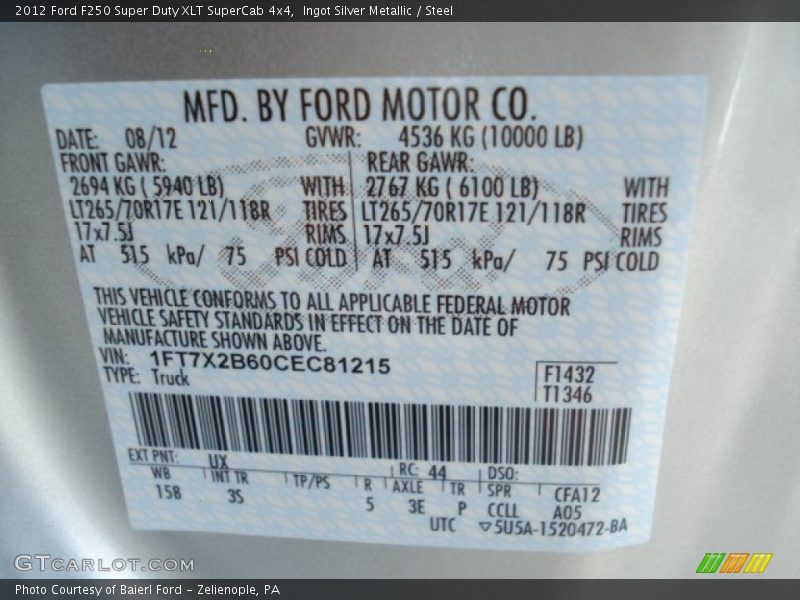 2012 Ford F250 Super Duty XLT SuperCab 4x4, Ingot Silver Metallic / Steel
MFD. BY FORD MOTOR CO.
DATE: 08/12 GVWR: 4536 KG (10000 LB)
FRONT GAWR: REAR GAWR:
2694 KG ( 5940 LB) WITH 2767 KG ( 6100 LB) WITH
LT265/70R17E 121/118R TIRES LT265/70R17E 121/118R TIRES
17x7.5J RIMS 17x7.5J RIMS
AT 515 kPa/ 75 PSI COLD AT 515 kPa/ 75 PSI COLD
THIS VEHICLE CONFORMS TO ALL APPLICABLE FEDERAL MOTOR
VEHICLE SAFETY STANDARDS IN EFFECT ON THE DATE OF
MANUFACTURE SHOWN ABOVE.
VIN: 1FT7X2B60CEC81215
TYPE: Truck
F1432
T1346
EXT PNT: UX RC: 44 DSO:
WB INT TR TP/PS R AXLE TR SPR CFA12
158 3S 5 3E P CCLL A05
UTC ▽5U5A-1520472-BA
GTCARLOT.COM
Photo Courtesy of Baierl Ford - Zelienople, PA